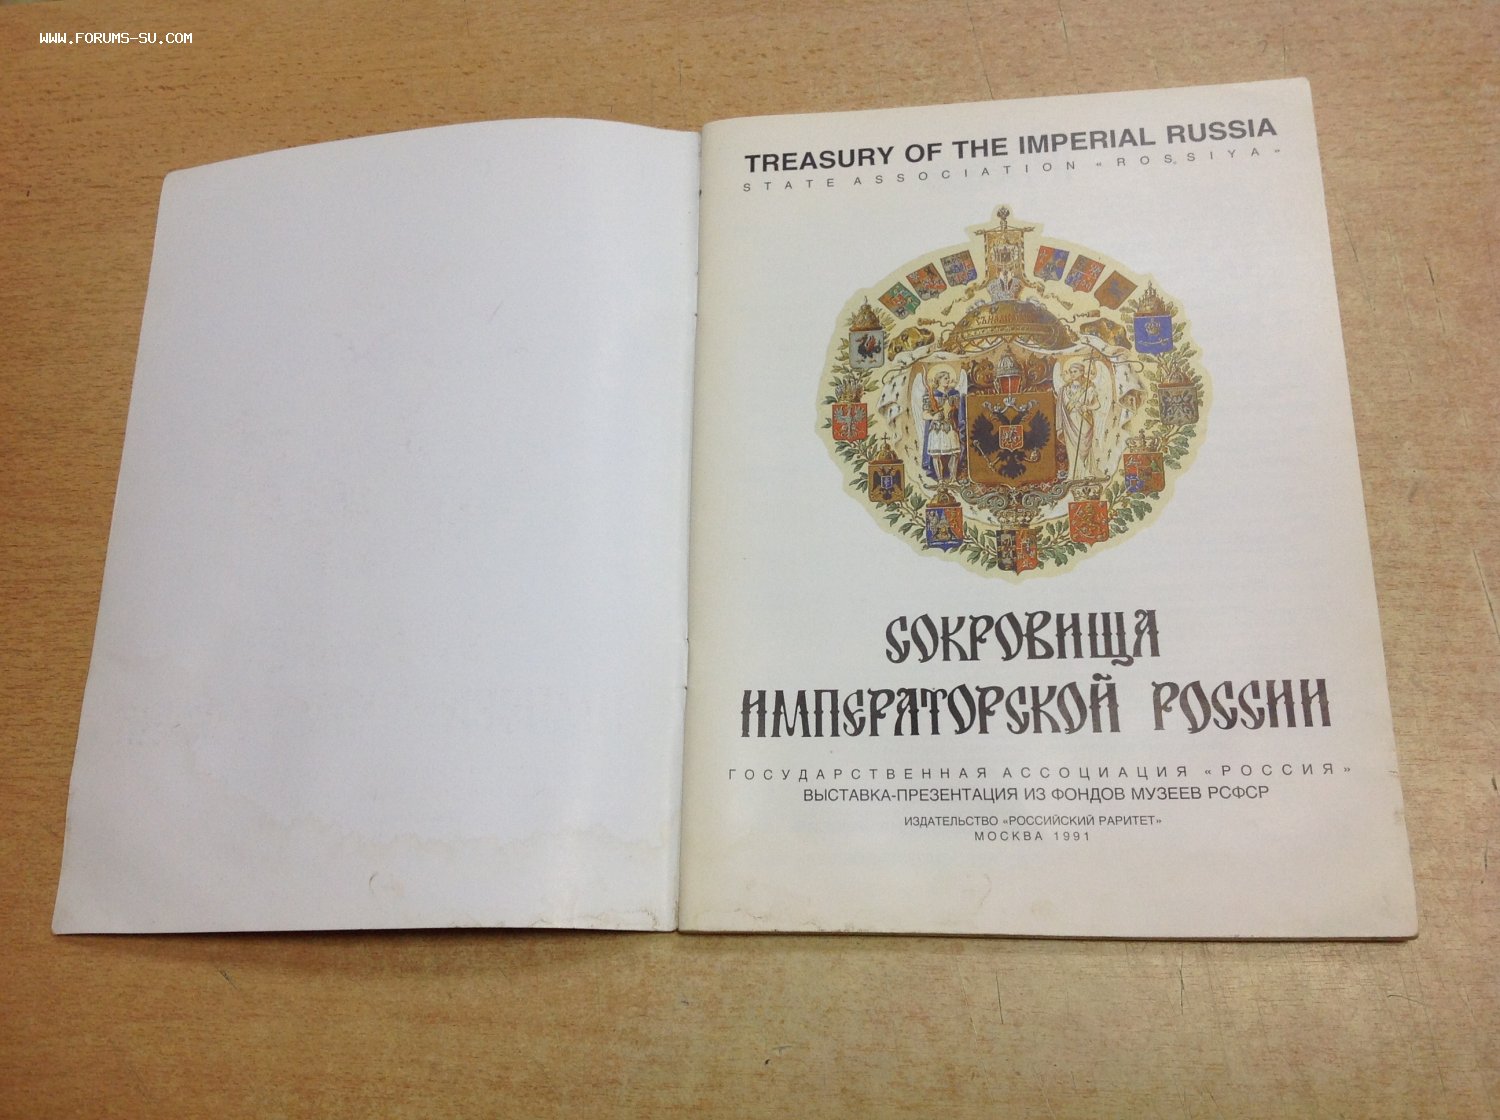 WWW.FORUMS-SU.COM
TREASURY OF THE IMPERIAL RUSSIA
STATE ASSOCIATION «ROSSIYA»
СОКРОВИЩА
ИМПЕРАТОРСКОЙ РОССИИ
ГОСУДАРСТВЕННАЯ АССОЦИАЦИЯ «РОССИЯ»
ВЫСТАВКА-ПРЕЗЕНТАЦИЯ ИЗ ФОНДОВ МУЗЕЕВ РСФСР
ИЗДАТЕЛЬСТВО «РОССИЙСКИЙ РАРИТЕТ»
МОСКВА 1991